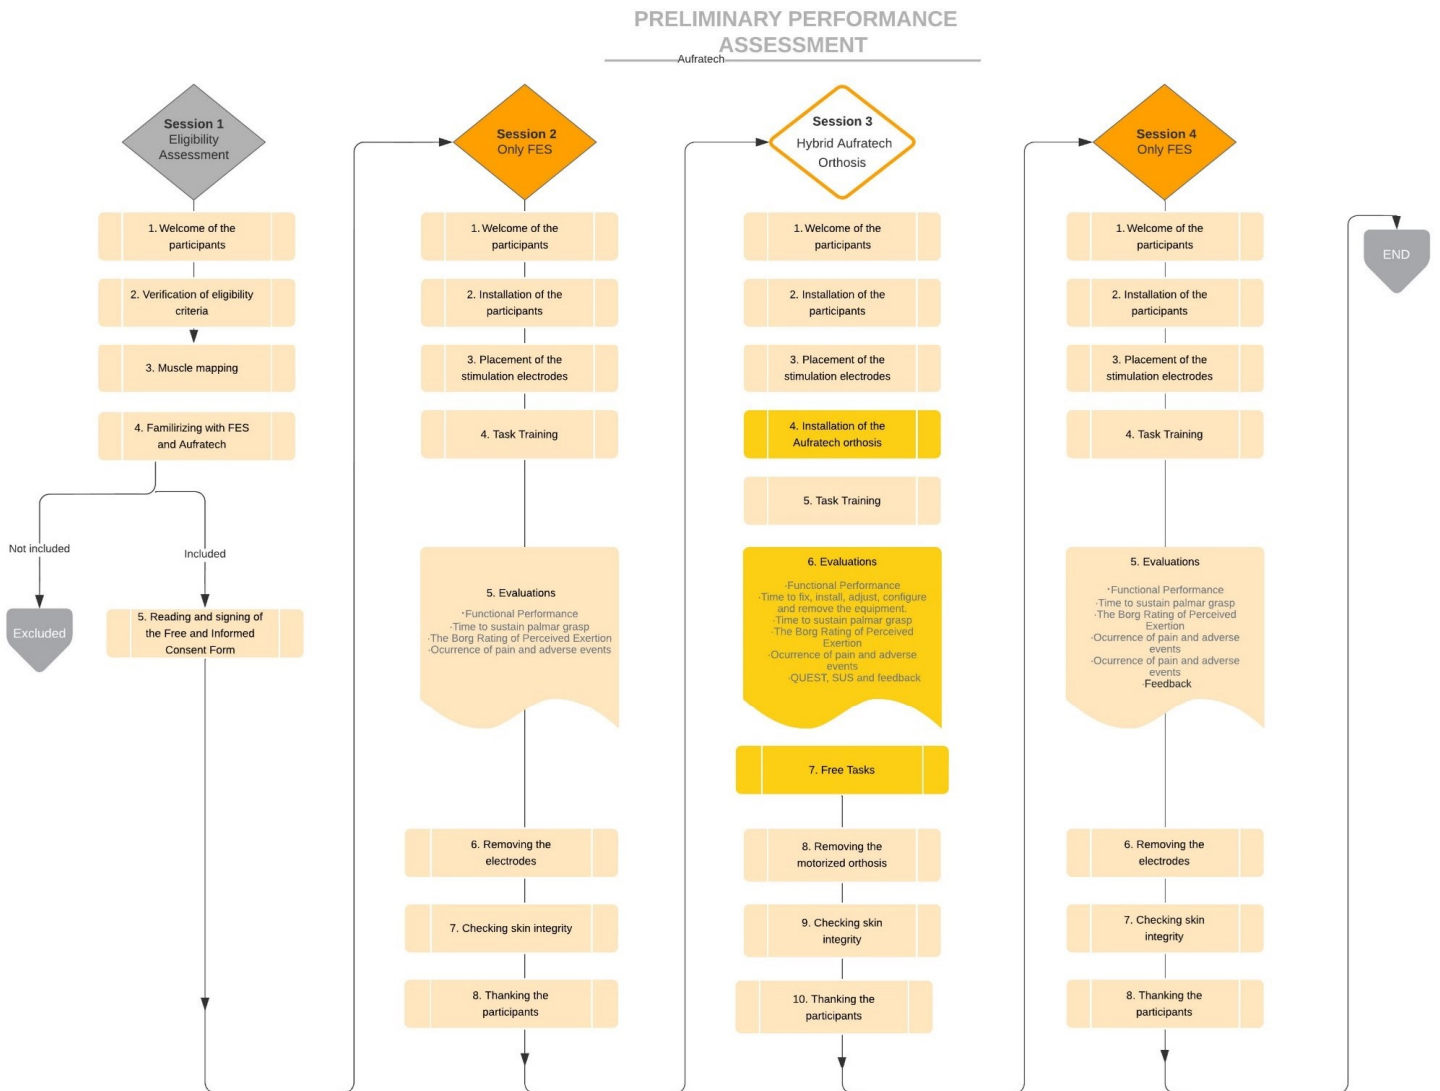 PRELIMINARY PERFORMANCE
ASSESSMENT
Aufratech
Session 1
Eligibility
Assessment
1. Welcome of the
participants
2. Verification of eligibility
criteria
3. Muscle mapping
4. Familirizing with FES
and Aufratech
Not included
Included
Excluded
5. Reading and signing of
the Free and Informed
Consent Form
Session 2
Only FES
1. Welcome of the
participants
2. Installation of the
participants
3. Placement of the
stimulation electrodes
4. Task Training
5. Evaluations
·Functional Performance
·Time to sustain palmar grasp
·The Borg Rating of Perceived Exertion
·Ocurrence of pain and adverse events
6. Removing the
electrodes
7. Checking skin integrity
8. Thanking the
participants
Session 3
Hybrid Aufratech
Orthosis
1. Welcome of the
participants
2. Installation of the
participants
3. Placement of the
stimulation electrodes
4. Installation of the
Aufratech orthosis
5. Task Training
6. Evaluations
·Functional Performance
·Time to fix, install, adjust, configure
and remove the equipment.
·Time to sustain palmar grasp
·The Borg Rating of Perceived
Exertion
·Ocurrence of pain and adverse
events
·QUEST, SUS and feedback
7. Free Tasks
8. Removing the
motorized orthosis
9. Checking skin
integrity
10. Thanking the
participants
Session 4
Only FES
1. Welcome of the
participants
2. Installation of the
participants
3. Placement of the
stimulation electrodes
4. Task Training
5. Evaluations
·Functional Performance
·Time to sustain palmar grasp
·The Borg Rating of Perceived
Exertion
·Ocurrence of pain and adverse
events
·Ocurrence of pain and adverse
events
·Feedback
6. Removing the
electrodes
7. Checking skin
integrity
8. Thanking the
participants
END